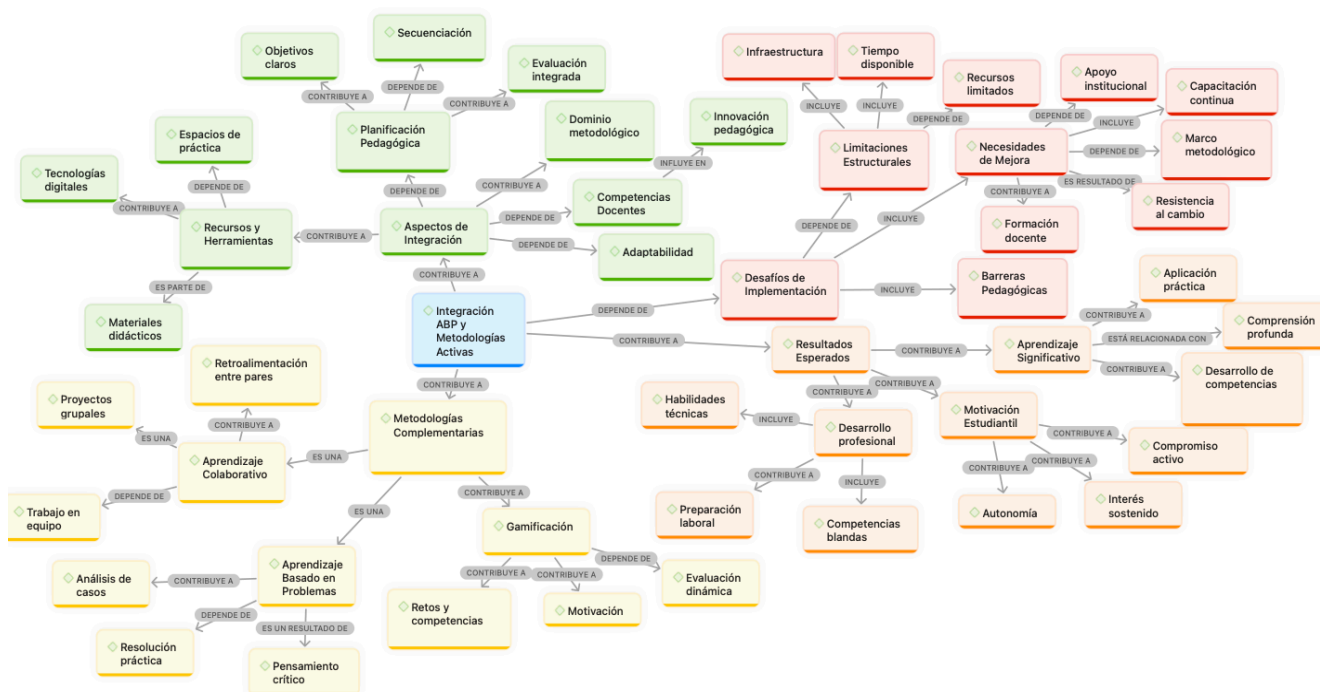 Objetivos
claros
Secuenciación
Evaluación
integrada
CONTRIBUYE A
DEPENDE DE
CONTRIBUYE A
Planificación
Pedagógica
Dominio
metodológico
Innovación
pedagógica
Espacios de
práctica
Tecnologías
digitales
DEPENDE DE
CONTRIBUYE A
Recursos y
Herramientas
DEPENDE DE
CONTRIBUYE A
INFLUYE EN
CONTRIBUYE A
Aspectos de
Integración
DEPENDE DE
Competencias
Docentes
DEPENDE DE
Adaptabilidad
ES PARTE DE
Materiales
didácticos
CONTRIBUYE A
Integración
ABP y
Metodologías
Activas
DEPENDE DE
CONTRIBUYE A
CONTRIBUYE A
Infraestructura
Tiempo
disponible
Recursos
limitados
Apoyo
institucional
Capacitación
continua
INCLUYE
INCLUYE
DEPENDE DE
DEPENDE DE
INCLUYE
Limitaciones
Estructurales
Necesidades
de Mejora
DEPENDE DE
Marco
metodológico
CONTRIBUYE A
ES RESULTADO DE
Resistencia
al cambio
Formación
docente
DEPENDE DE
INCLUYE
Desafíos de
Implementación
INCLUYE
Barreras
Pedagógicas
Aplicación
práctica
Resultados
Esperados
CONTRIBUYE A
Aprendizaje
Significativo
CONTRIBUYE A
ESTÁ RELACIONADA CON
Comprensión
profunda
CONTRIBUYE A
Desarrollo de
competencias
CONTRIBUYE A
CONTRIBUYE A
Habilidades
técnicas
INCLUYE
Desarrollo
profesional
Motivación
Estudiantil
CONTRIBUYE A
Compromiso
activo
CONTRIBUYE A
INCLUYE
CONTRIBUYE A
CONTRIBUYE A
Preparación
laboral
Competencias
blandas
Autonomía
Interés
sostenido
Retroalimentación
entre pares
Proyectos
grupales
Metodologías
Complementarias
CONTRIBUYE A
ES UNA
Aprendizaje
Colaborativo
ES UNA
DEPENDE DE
Trabajo en
equipo
ES UNA
CONTRIBUYE A
Gamificación
Aprendizaje
Basado en
Problemas
Análisis de
casos
CONTRIBUYE A
DEPENDE DE
ES UN RESULTADO DE
Resolución
práctica
Pensamiento
crítico
CONTRIBUYE A
CONTRIBUYE A
DEPENDE DE
Retos y
competencias
Motivación
Evaluación
dinámica